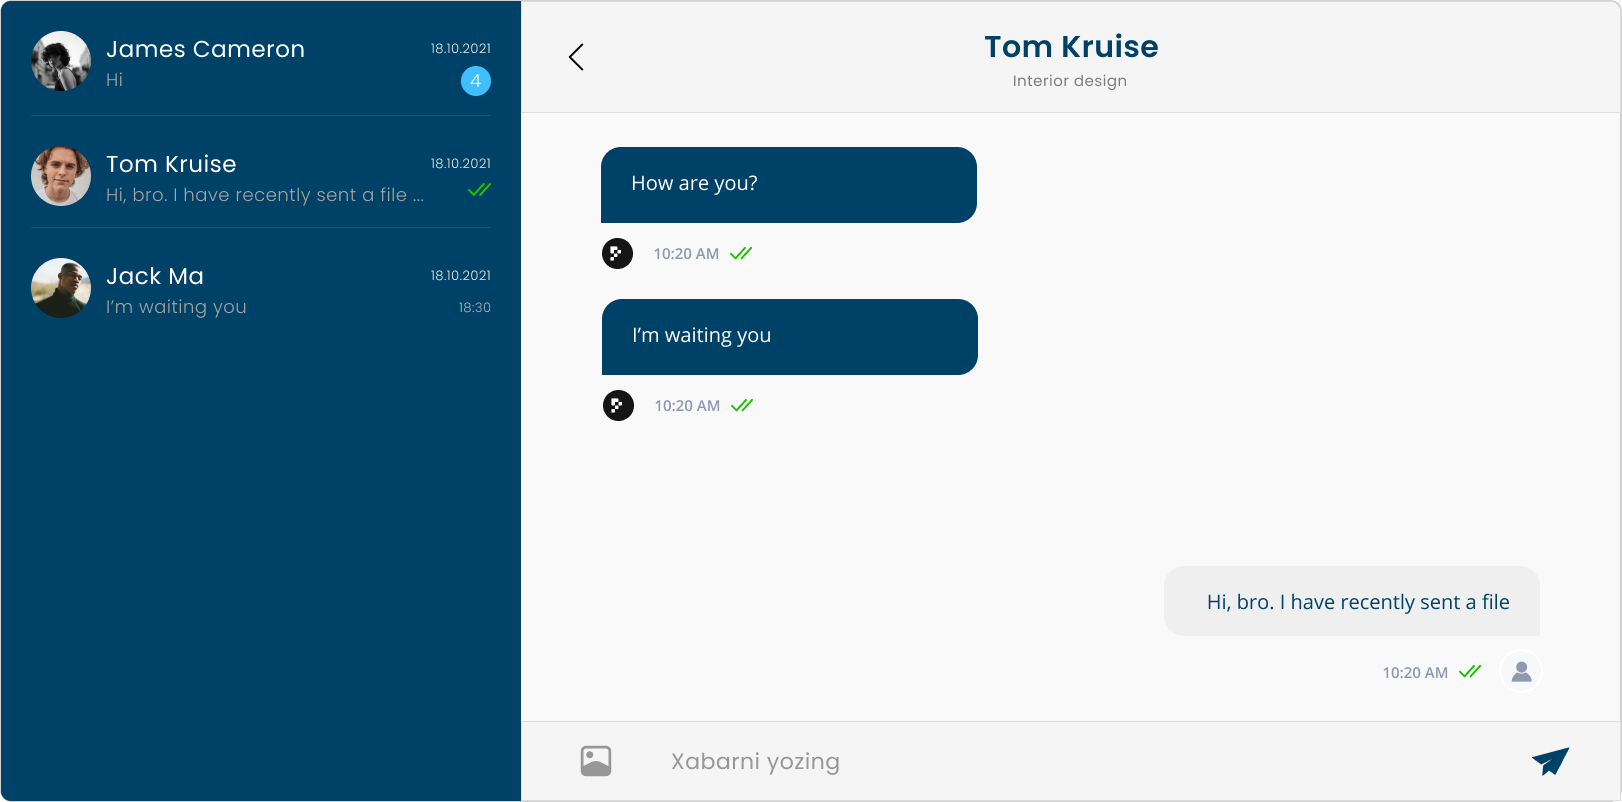 James Cameron
18.10.2021
Hi
4
Tom Kruise
18.10.2021
Hi, bro. I have recently sent a file ...
Jack Ma
18.10.2021
I’m waiting you
18:30
Tom Kruise
Interior design
How are you?
10:20 AM
I’m waiting you
10:20 AM
Hi, bro. I have recently sent a file
10:20 AM
Xabarni yozing